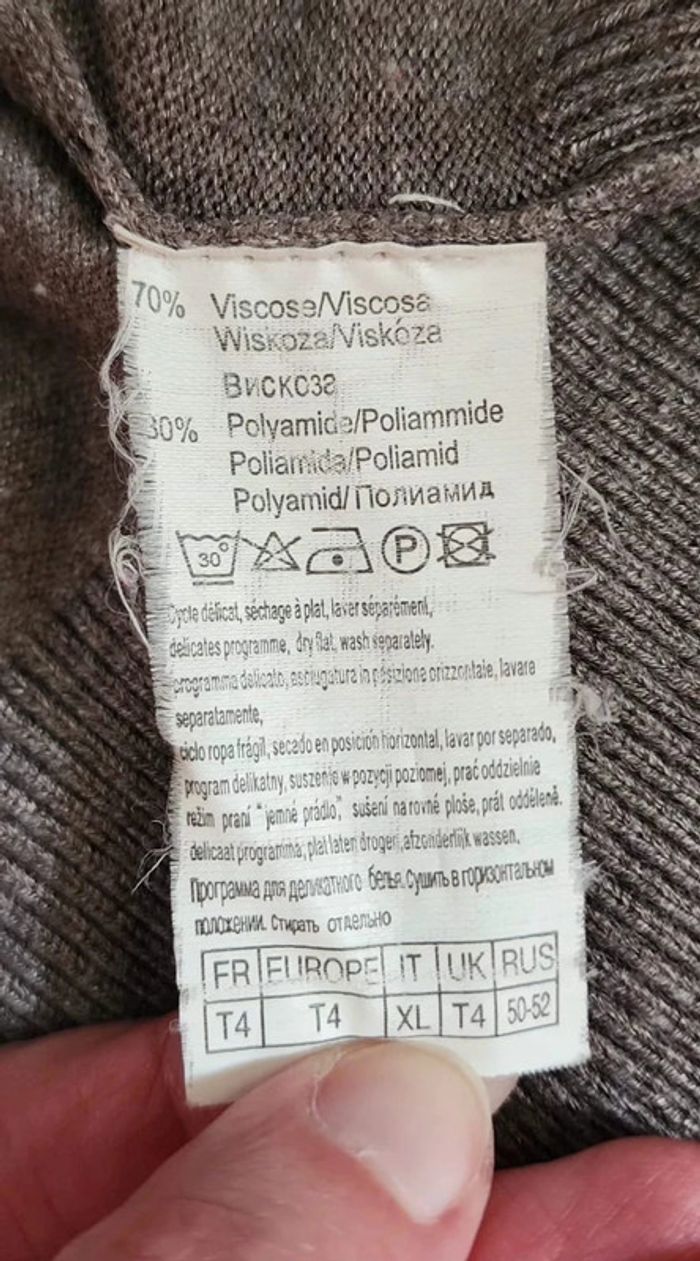 70% Viscose/Viscosa
Wiskoza/Viskóza
Вискоза
30% Polyamide/Poliammide
Poliamida/Poliamid
Polyamid/Полиамид
30° P
Cycle délicat, séchage à plat, laver séparément,
delicates programme, dry flat, wash separately.
programma delicato, asciugatura in posizione orizzontale, lavare
separatamente,
ciclo ropa frágil, secado en posición horizontal, lavar por separado,
program delikatny, suszenie w pozycji poziomej, prać oddzielnie
režim praní "jemné prádlo", sušení na rovné ploše, prát odděleně.
delicaat programma, plat laten drogen, afzonderlijk wassen.
Программа для деликатного белья. Сушить в горизонтальном
положении. Стирать отдельно
FR EUROPE IT UK RUS
T4 T4 XL T4 50-52